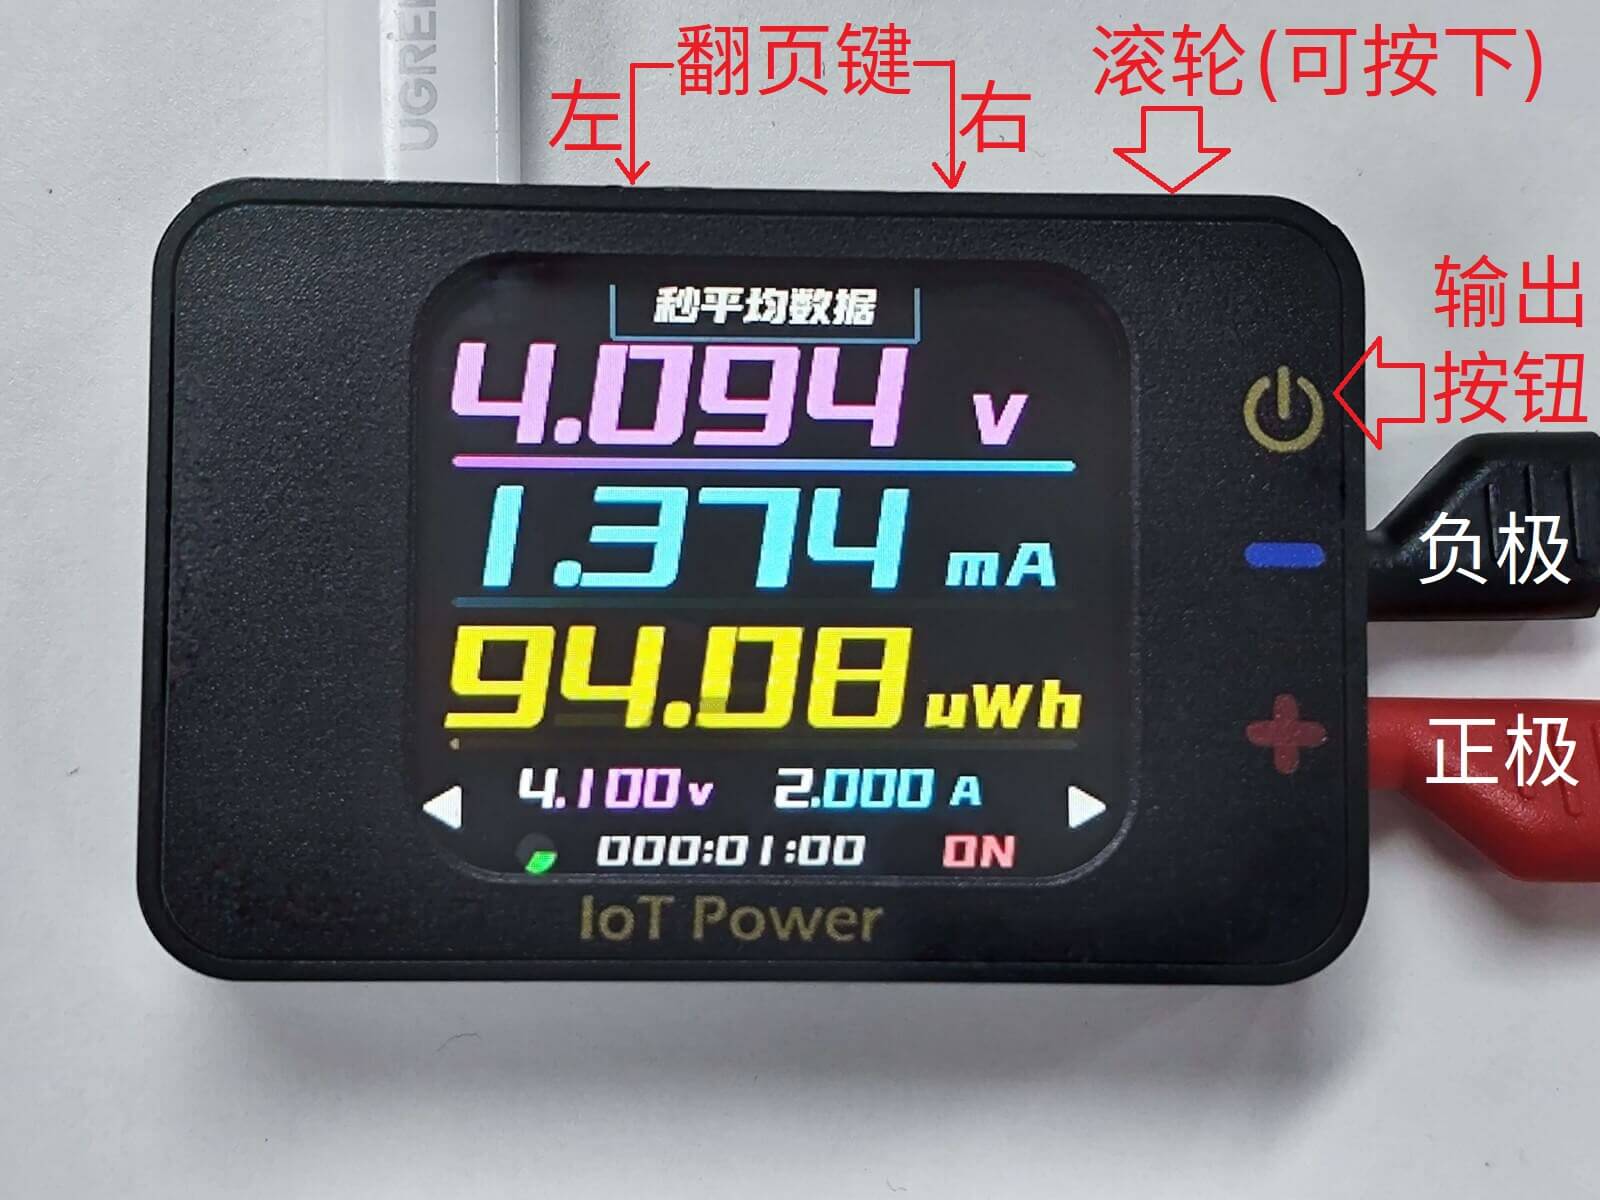 UGREE
翻页键
左
右
滚轮(可按下)
输出
按钮
秒平均数据
4.094 V
1.374 mA
94.08 uWh
4.100v 2.000 A
000:01:00 ON
IoT Power
负极
正极